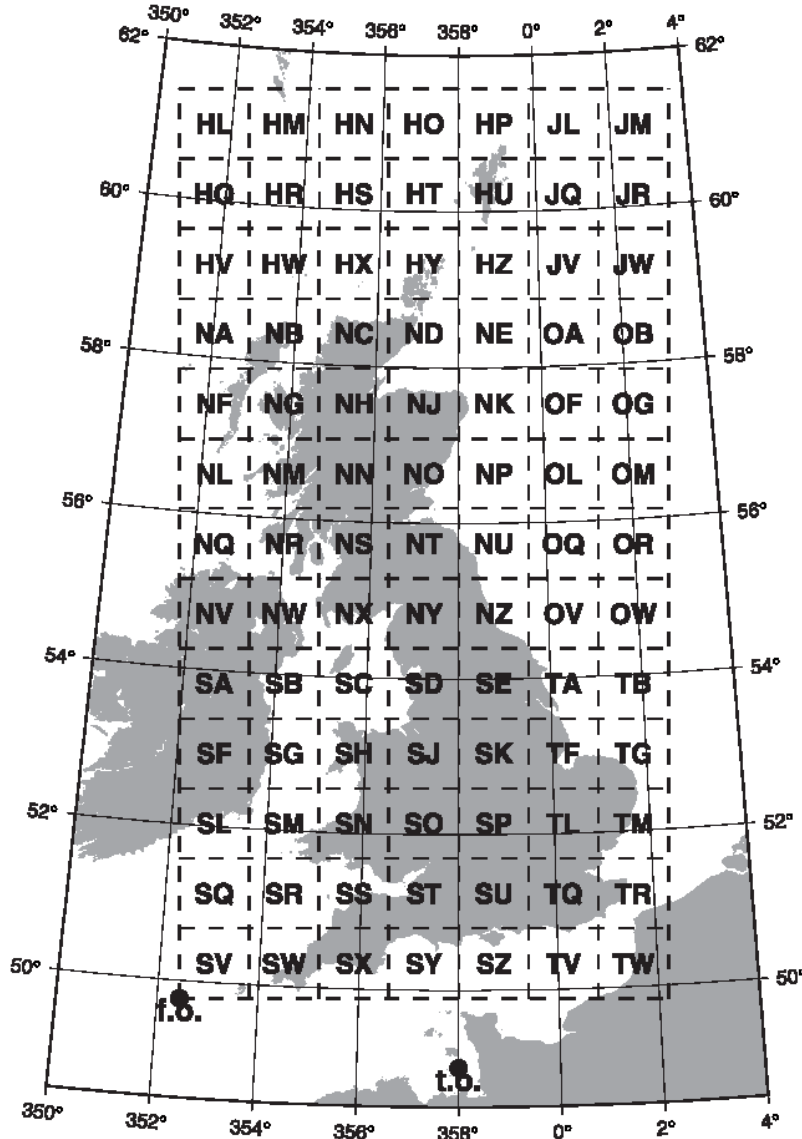 350° 352° 354° 356° 358° 0° 2° 4°
62° 62°
HL HM HN HO HP JL JM
60° HQ HR HS HT HU JQ JR 60°
HV HW HX HY HZ JV JW
58° NA NB NC ND NE OA OB 58°
NF NG NH NJ NK OF OG
56° NL NM NN NO NP OL OM 56°
NQ NR NS NT NU OQ OR
NV NW NX NY NZ OV OW
54° SA SB SC SD SE TA TB 54°
SF SG SH SJ SK TF TG
52° SL SM SN SO SP TL TM 52°
SQ SR SS ST SU TQ TR
50° SV SW SX SY SZ TV TW 50°
f.o.
t.o.
350° 352° 354° 356° 358° 0° 2° 4°